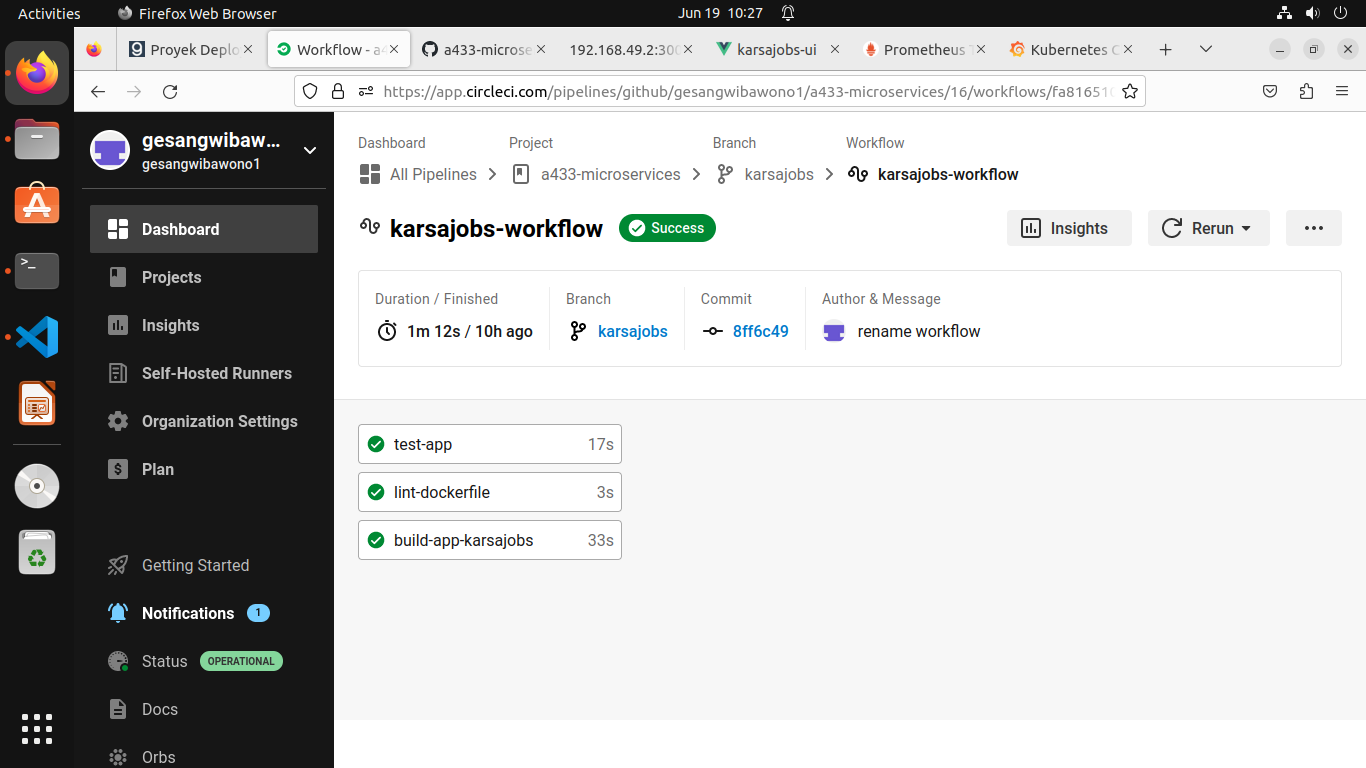 Activities
Firefox Web Browser
Jun 19 10:27
Proyek Deplo
Workflow - a4
a433-microse
192.168.49.2:300
karsajobs-ui
Prometheus T
Kubernetes C
https://app.circleci.com/pipelines/github/gesangwibawono1/a433-microservices/16/workflows/fa81651
gesangwibaw...
gesangwibawono1
Dashboard
Projects
Insights
Self-Hosted Runners
Organization Settings
Plan
Getting Started
Notifications 1
Status OPERATIONAL
Docs
Orbs
Dashboard Project Branch Workflow
All Pipelines a433-microservices karsajobs karsajobs-workflow
karsajobs-workflow Success
Insights Rerun
Duration / Finished Branch Commit Author & Message
1m 12s / 10h ago karsajobs 8ff6c49 rename workflow
test-app 17s
lint-dockerfile 3s
build-app-karsajobs 33s